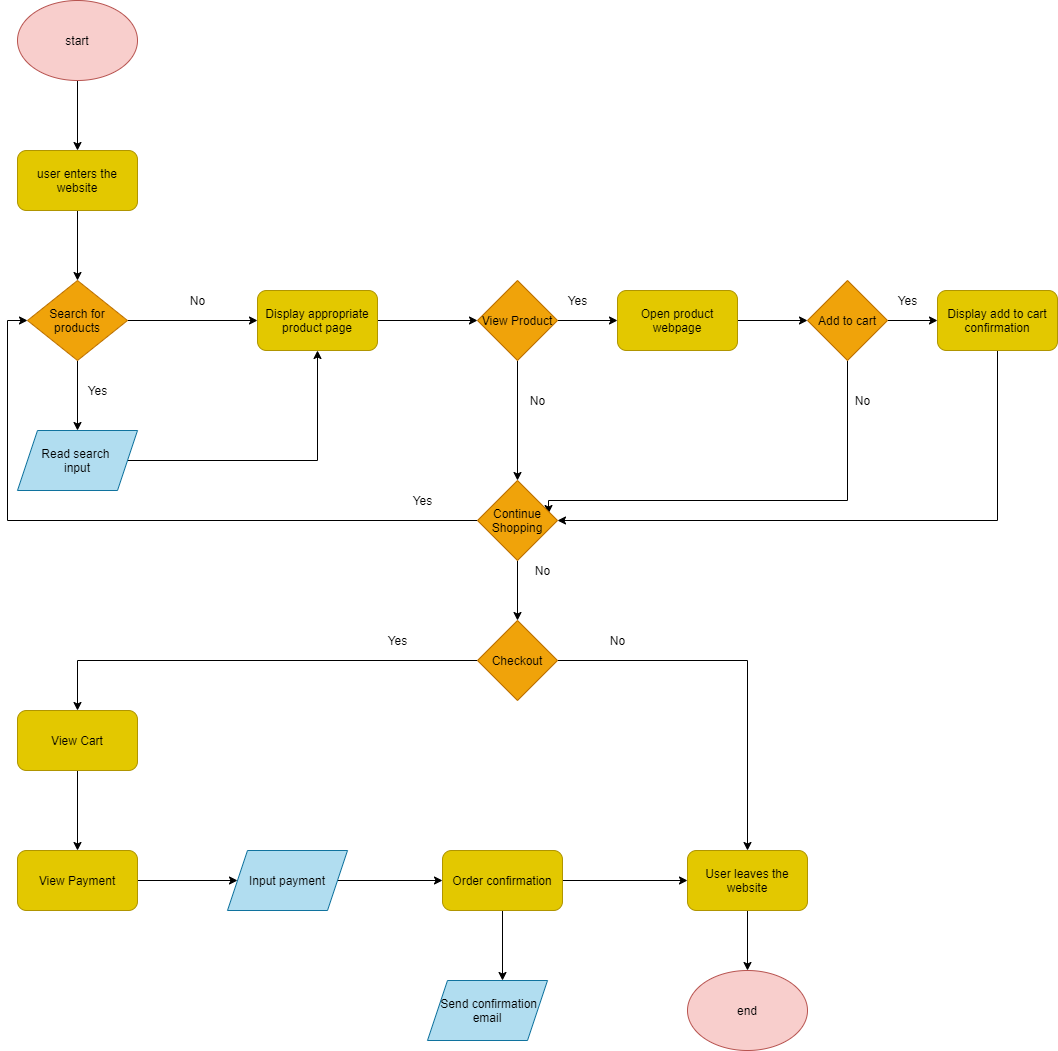 start
user enters the
website
Search for
products
No
Display appropriate
product page
View Product
Yes
Open product
webpage
Add to cart
Yes
Display add to cart
confirmation
Yes
No
No
Read search
input
Yes
Continue
Shopping
No
Yes
No
Checkout
View Cart
View Payment
Input payment
Order confirmation
User leaves the
website
Send confirmation
email
end